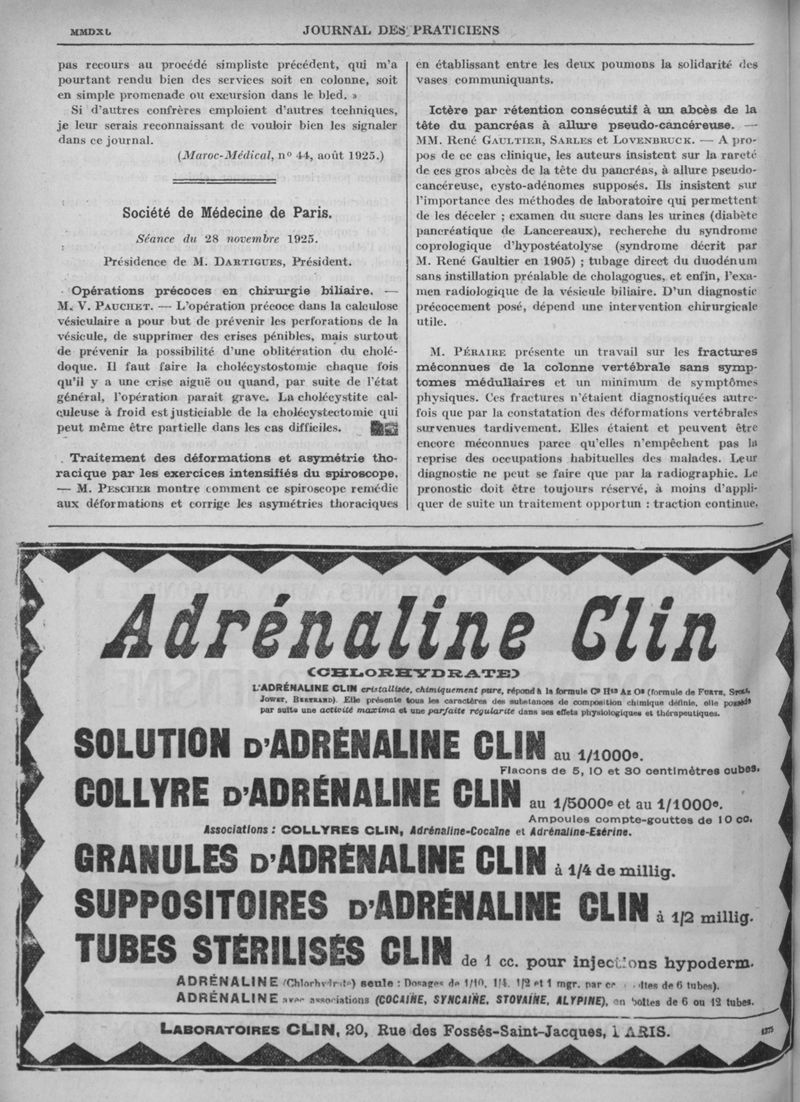 MMDXL
JOURNAL DES PRATICIENS
pas recours au procédé simpliste précédent, qui m'a
pourtant rendu bien des services soit en colonne, soit
en simple promenade ou excursion dans le bled. »
Si d'autres confrères emploient d'autres techniques,
je leur serais reconnaissant de vouloir bien les signaler
dans ce journal.
(Maroc-Médical, nº 44, août 1925.)
Société de Médecine de Paris.
Séance du 28 novembre 1925.
Présidence de M. DARTIGUES, Président.
Opérations précoces en chirurgie biliaire. —
M. V. PAUCHET. — L'opération précoce dans la calculose
vésiculaire a pour but de prévenir les perforations de la
vésicule, de supprimer des crises pénibles, mais surtout
de prévenir la possibilité d'une oblitération du cholé-
doque. Il faut faire la cholécystostomie chaque fois
qu'il y a une crise aiguë ou quand, par suite de l'état
général, l'opération parait grave. La cholécystite cal-
culeuse à froid est justiciable de la cholécystectomie qui
peut même être partielle dans les cas difficiles.
Traitement des déformations et asymétrie tho-
racique par les exercices intensifiés du spiroscope.
— M. PESCHER montre comment ce spiroscope remédie
aux déformations et corrige les asymétries thoraciques
en établissant entre les deux poumons la solidarité des
vases communiquants.
Ictère par rétention consécutif à un abcès de la
tête du pancréas à allure pseudo-cancéreuse. —
MM. René GAULTIER, SARLES et LOVENBRUCK. — A pro-
pos de ce cas clinique, les auteurs insistent sur la rareté
de ces gros abcès de la tête du pancréas, à allure pseudo-
cancéreuse, cysto-adénomes supposés. Ils insistent sur
l'importance des méthodes de laboratoire qui permettent
de les déceler ; examen du sucre dans les urines (diabète
pancréatique de Lancereaux), recherche du syndrome
coprologique d'hypostéatolyse (syndrome décrit par
M. René Gaultier en 1905) ; tubage direct du duodénum
sans instillation préalable de cholagogues, et enfin, l'exa-
men radiologique de la vésicule biliaire. D'un diagnostic
précocement posé, dépend une intervention chirurgicale
utile.
M. PÉRAIRE présente un travail sur les fractures
méconnues de la colonne vertébrale sans symp-
tomes médullaires et un minimum de symptômes
physiques. Ces fractures n'étaient diagnostiquées autre-
fois que par la constatation des déformations vertébrales
survenues tardivement. Elles étaient et peuvent être
encore méconnues parce qu'elles n'empêchent pas la
reprise des occupations habituelles des malades. Leur
diagnostic ne peut se faire que par la radiographie. Le
pronostic doit être toujours réservé, à moins d'appli-
quer de suite un traitement opportun : traction continue,
Adrénaline Clin
(CHLORHYDRATE)
L'ADRÉNALINE CLIN cristallisée, chimiquement pure, répond à la formule C⁹ H¹³ Az O³ (formule de FURTH,
JOWET, BERTRAND). Elle présente tous les caractères des substances de composition chimique définie, elle possède
par suite une activité maxima et une parfaite régularité dans ses effets physiologiques et thérapeutiques.
SOLUTION D'ADRÉNALINE CLIN au 1/1000e.
Flacons de 5, 10 et 30 centimètres cubes.
COLLYRE D'ADRÉNALINE CLIN au 1/5000e et au 1/1000e.
Ampoules compte-gouttes de 10 cc.
Associations : COLLYRES CLIN, Adrénaline-Cocaïne et Adrénaline-Esérine.
GRANULES D'ADRÉNALINE CLIN à 1/4 de millig.
SUPPOSITOIRES D'ADRÉNALINE CLIN à 1/2 millig.
TUBES STÉRILISÉS CLIN de 1 cc. pour injections hypoderm.
ADRÉNALINE (Chlorhydrate) seule : Dosages de 1/10, 1/4, 1/2 et 1 mgr. par cc boîtes de 6 tubes).
ADRÉNALINE avec associations (COCAÏNE, SYNCAÏNE, STOVAÏNE, ALYPINE), en boîtes de 6 ou 12 tubes.
LABORATOIRES CLIN, 20, Rue des Fossés-Saint-Jacques, PARIS.
1375